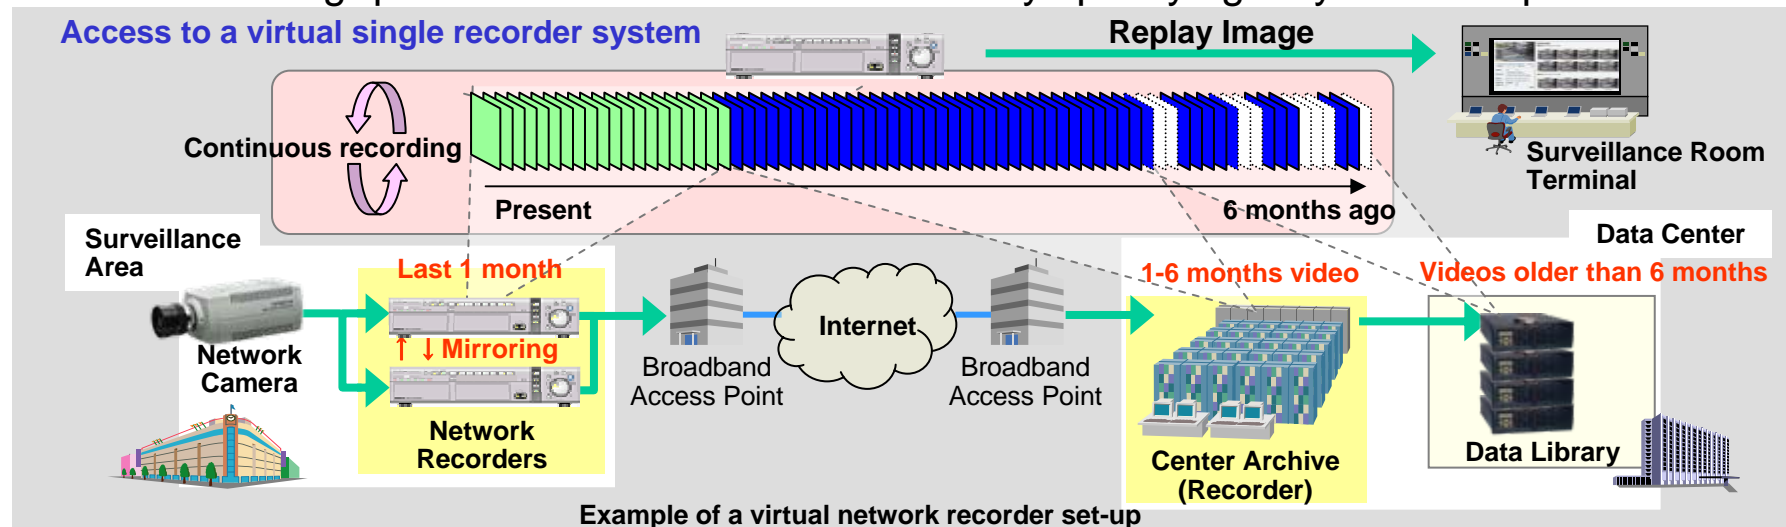 Access to a virtual single recorder system
Replay Image
Continuous recording
Surveillance Room
Terminal
Present
6 months ago
Surveillance
Area
Data Center
Last 1 month
1-6 months video
Videos older than 6 months
Internet
↑ ↓ Mirroring
Network
Camera
Broadband
Access Point
Broadband
Access Point
Network
Recorders
Center Archive
(Recorder)
Data Library
Example of a virtual network recorder set-up